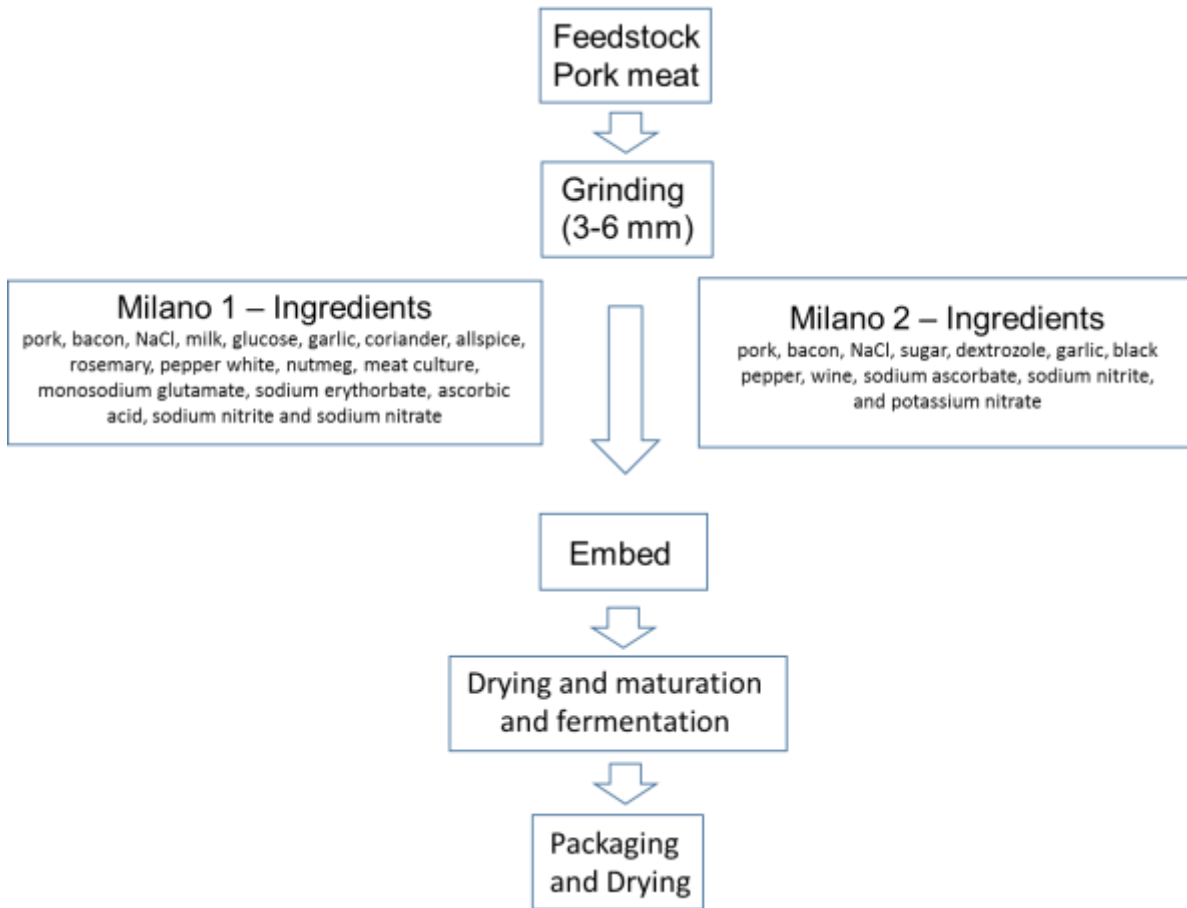 Feedstock
Pork meat
Grinding
(3-6 mm)
Milano 1 – Ingredients
pork, bacon, NaCl, milk, glucose, garlic, coriander, allspice,
rosemary, pepper white, nutmeg, meat culture,
monosodium glutamate, sodium erythorbate, ascorbic
acid, sodium nitrite and sodium nitrate
Milano 2 – Ingredients
pork, bacon, NaCl, sugar, dextrozole, garlic, black
pepper, wine, sodium ascorbate, sodium nitrite,
and potassium nitrate
Embed
Drying and maturation
and fermentation
Packaging
and Drying